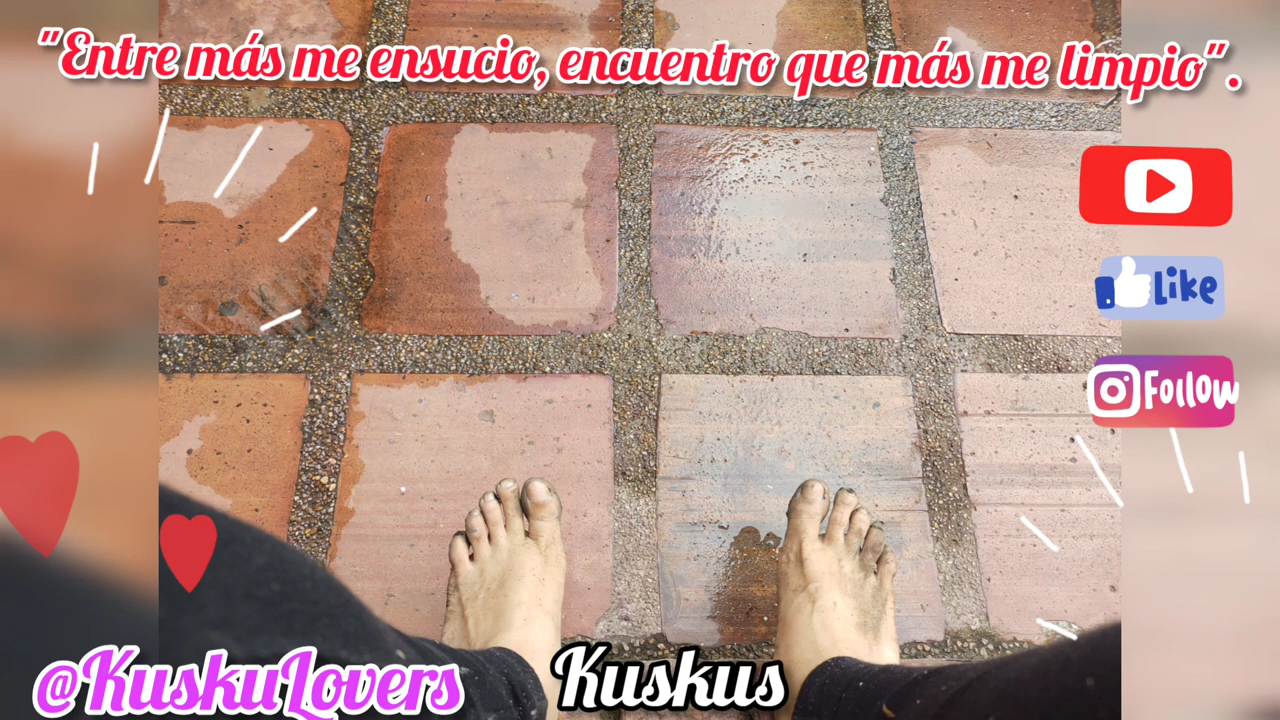 "Entre más me ensucio, encuentro que más me limpio".
Like
Follow
@KuskuLovers
Kuskus